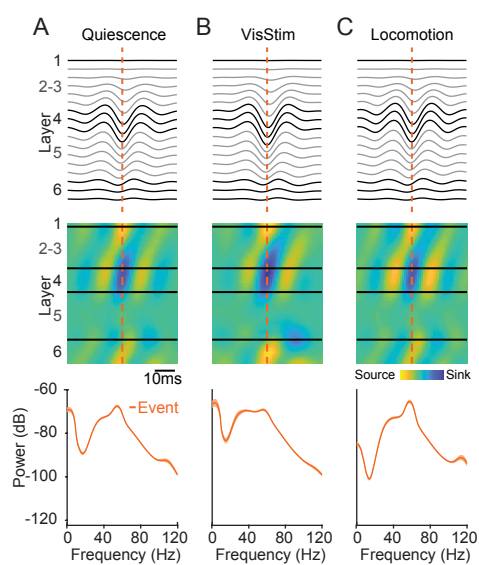 A Quiescence B VisStim C Locomotion
1
2-3
4
5
6
Layer
1
2-3
4
5
6
Layer
10ms
Source Sink
-60
-80
-100
-120
Power (dB)
Event
0 40 80 120 0 40 80 120 0 40 80 120
Frequency (Hz) Frequency (Hz) Frequency (Hz)